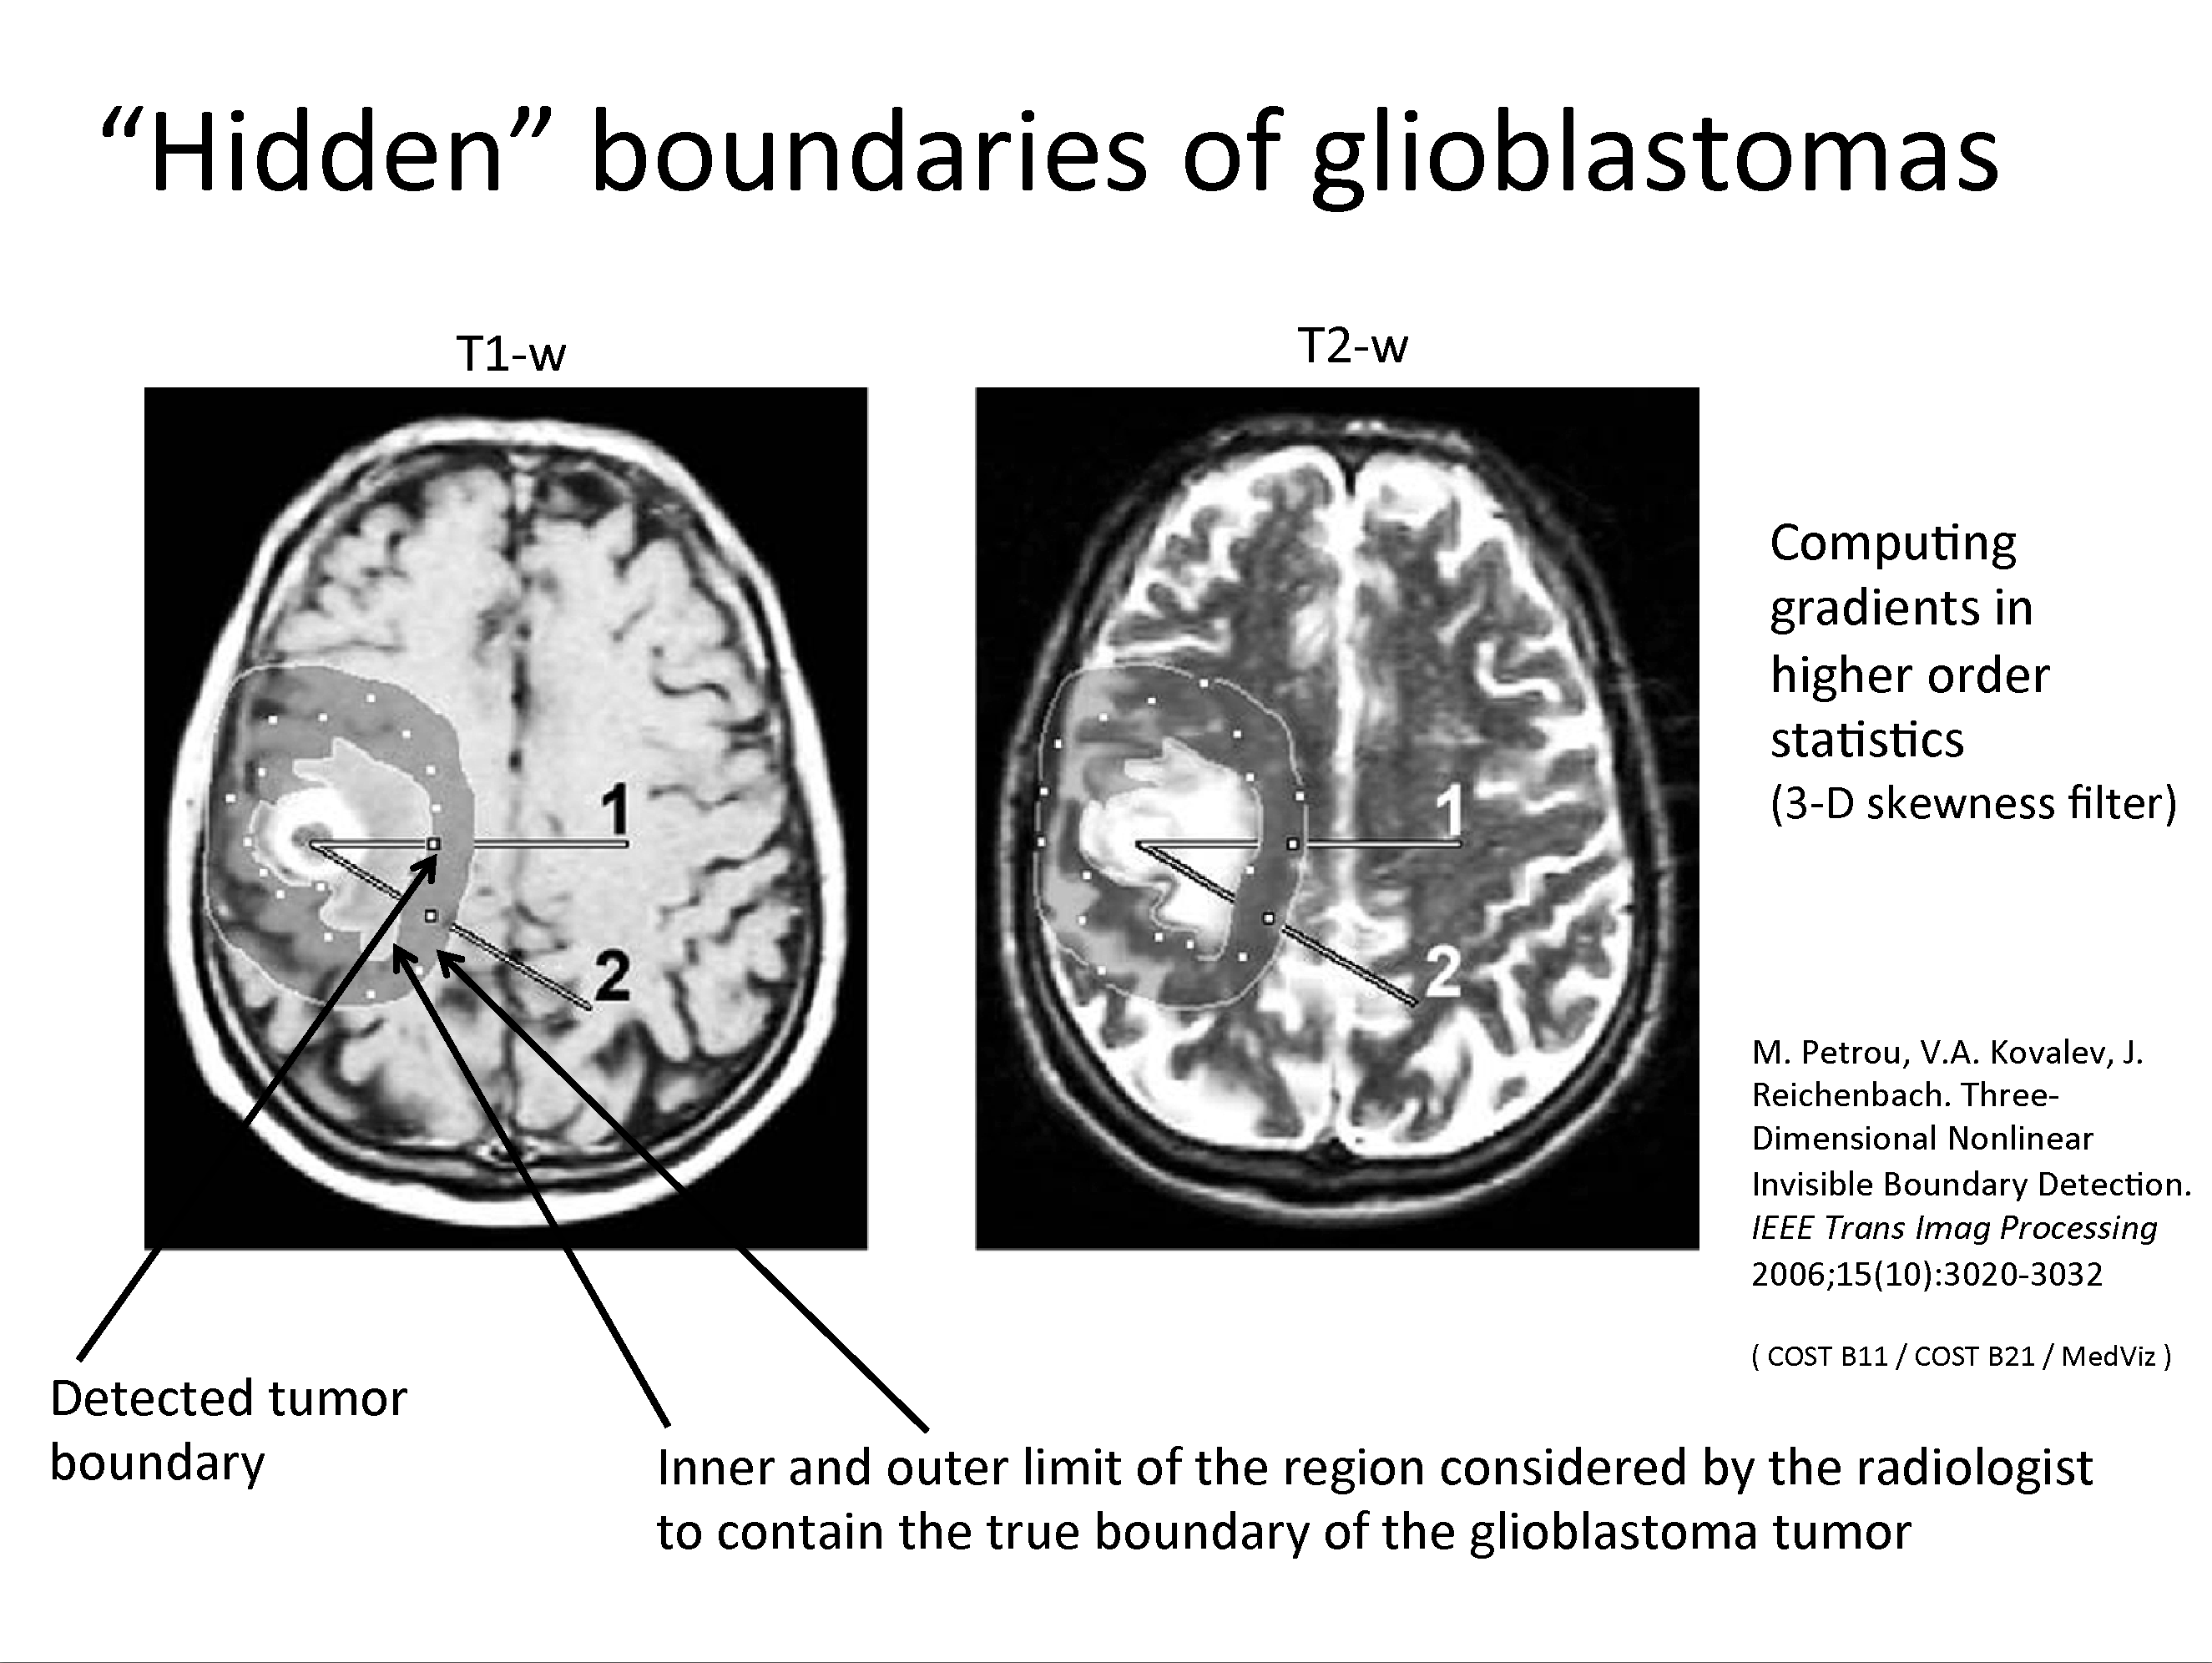 “Hidden” boundaries of glioblastomas
T1-w
T2-w
1
2
1
2
Computing
gradients in
higher order
statistics
(3-D skewness filter)
M. Petrou, V.A. Kovalev, J.
Reichenbach. Three-
Dimensional Nonlinear
Invisible Boundary Detection.
IEEE Trans Imag Processing
2006;15(10):3020-3032
( COST B11 / COST B21 / MedViz )
Detected tumor
boundary
Inner and outer limit of the region considered by the radiologist
to contain the true boundary of the glioblastoma tumor